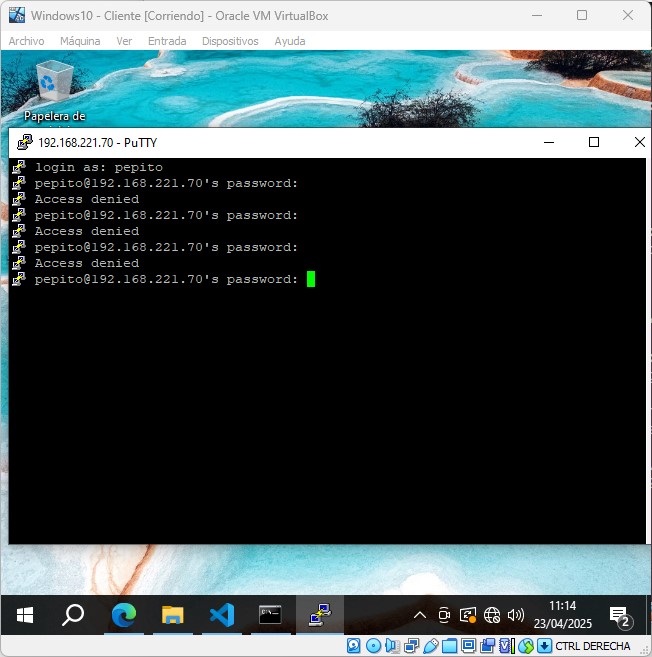 Windows10 - Cliente [Corriendo] - Oracle VM VirtualBox
Archivo Máquina Ver Entrada Dispositivos Ayuda
Papelera de
192.168.221.70 - PuTTY
login as: pepito
pepito@192.168.221.70's password:
Access denied
pepito@192.168.221.70's password:
Access denied
pepito@192.168.221.70's password:
Access denied
pepito@192.168.221.70's password:
11:14
23/04/2025
2
CTRL DERECHA